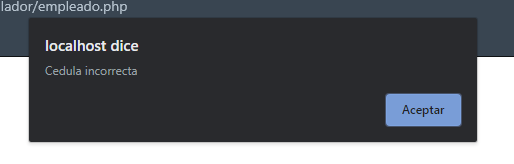 lador/empleado.php
localhost dice
Cedula incorrecta
Aceptar